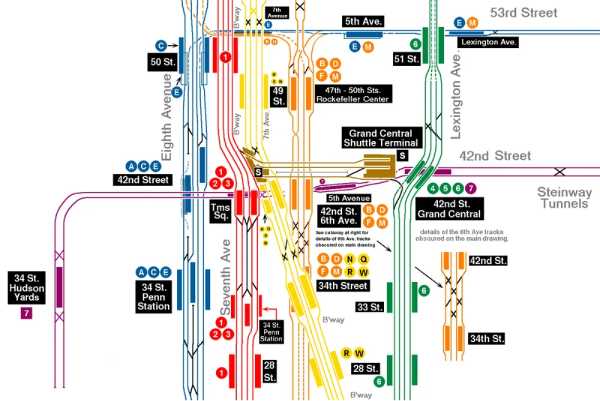 B'way
7th
Avenue
5th Ave.
53rd Street
E
M
E
M
Lexington Ave.
C
50 St.
1
6
51 St.
E
B'way
7th Ave.
49
St.
B D
F M
47th - 50th Sts.
Rockefeller Center
Eighth Avenue
Lexington Ave.
Grand Central
Shuttle Terminal
S
42nd Street
A C E
42nd Street
1
2 3
S
7
Tms
Sq.
5th Avenue
42nd St.
6th Ave.
B D
F M
4 5 6 7
42nd St.
Grand Central
Steinway
Tunnels
See cutaway at right for
details of 6th Ave. tracks
obscured on main drawing
details of the 6th Ave tracks
obscured on the main drawing.
34 St.
Hudson
Yards
7
A C E
34 St.
Penn
Station
Seventh Ave
B D N Q
F M R W
34th Street
42nd St.
33 St.
6
1
2 3
34 St.
Penn
Station
B'way
34th St.
1
28
St.
R W
28 St.
6
B'way